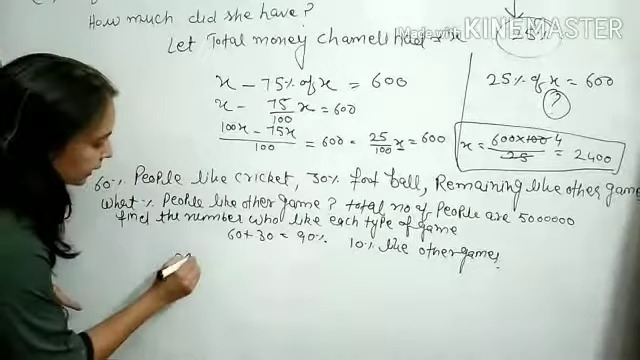 How much did she have?
Let Total money Chameli had = x
x - 75% of x = 600
x - 75/100 x = 600
100x - 75x / 100 = 600 = 25/100 x = 600
25%
25% of x = 600
?
x = 600 x 100 4 / 25 = 2400
60% People like cricket, 30% foot ball, Remaining like other game
what % People like other game? total no of People are 5000000
find the number who like each type of game
60 + 30 = 90% 10% like other games.
Made with KINEMASTER